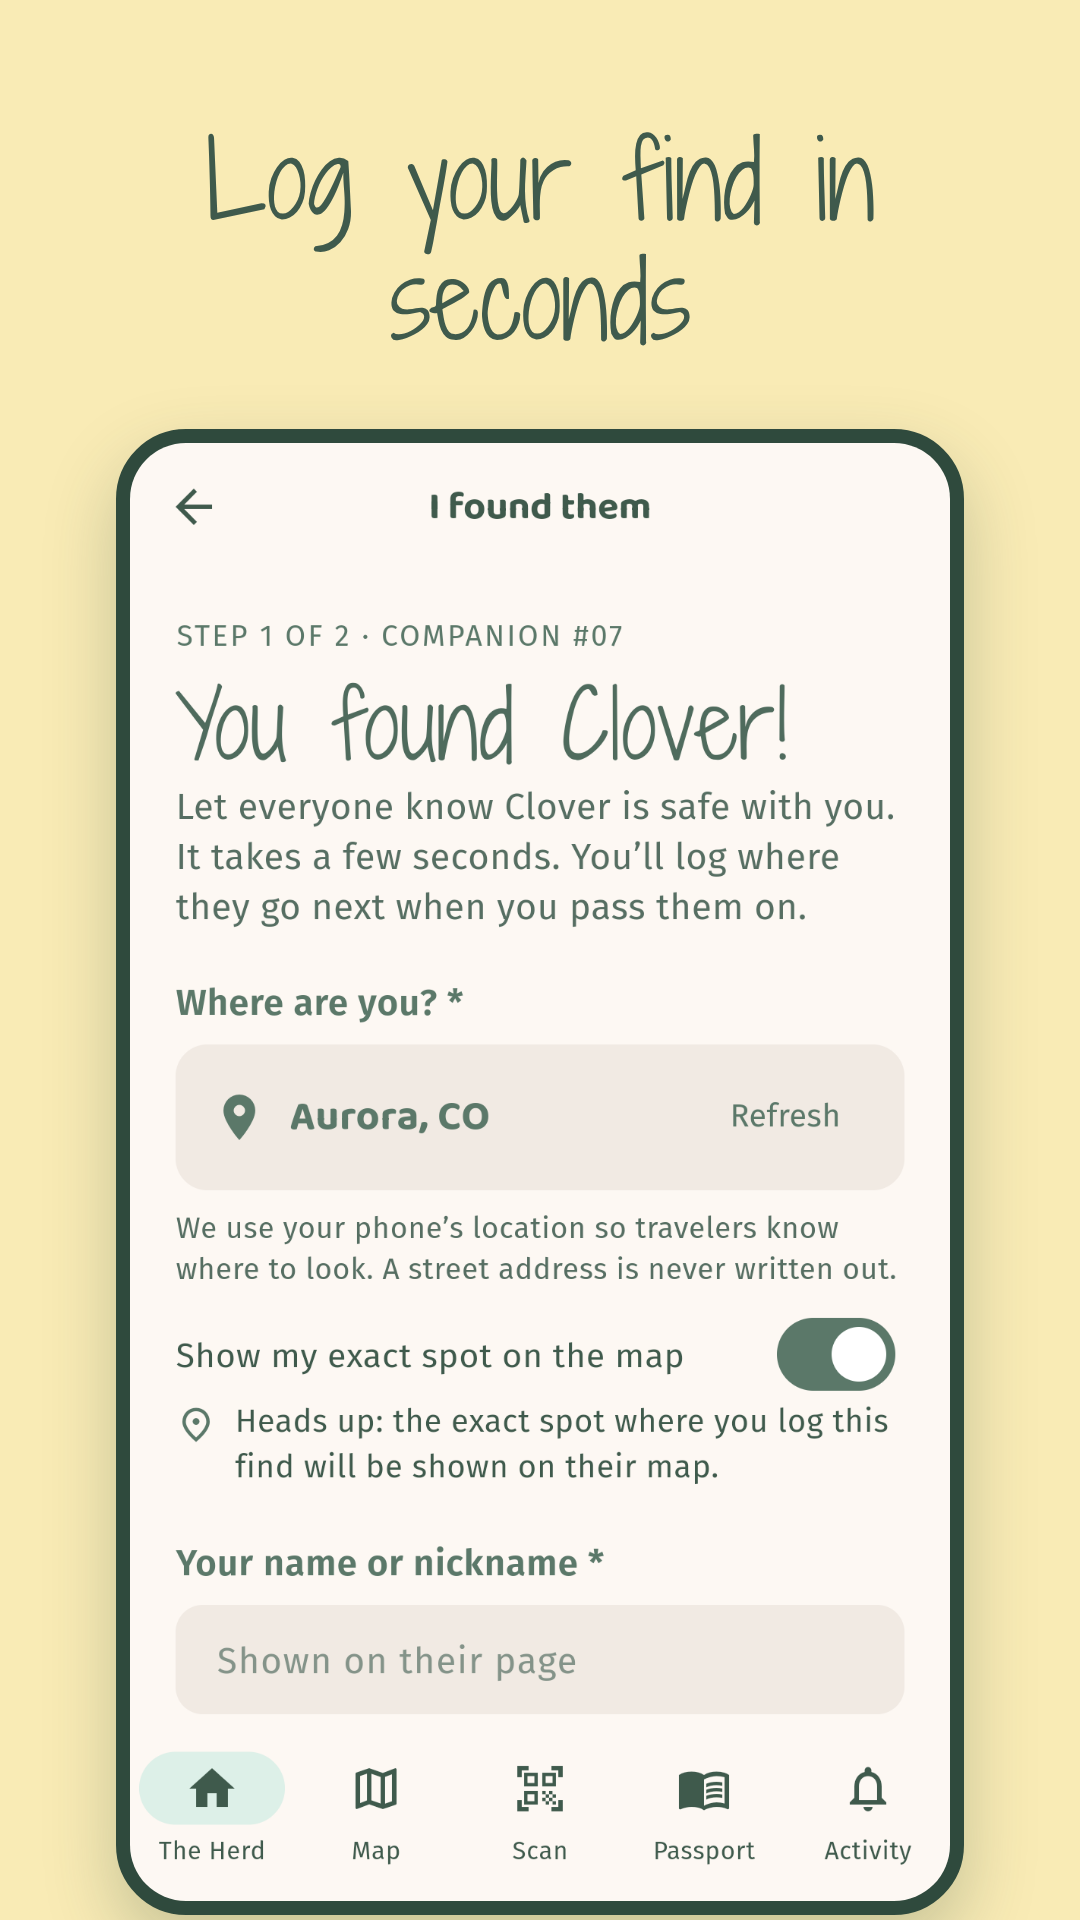 Log your find in
seconds
I found them
STEP 1 OF 2 · COMPANION #07
You found Clover!
Let everyone know Clover is safe with you.
It takes a few seconds. You’ll log where
they go next when you pass them on.
Where are you? *
Aurora, CO
Refresh
We use your phone’s location so travelers know
where to look. A street address is never written out.
Show my exact spot on the map
Heads up: the exact spot where you log this
find will be shown on their map.
Your name or nickname *
Shown on their page
The Herd
Map
Scan
Passport
Activity